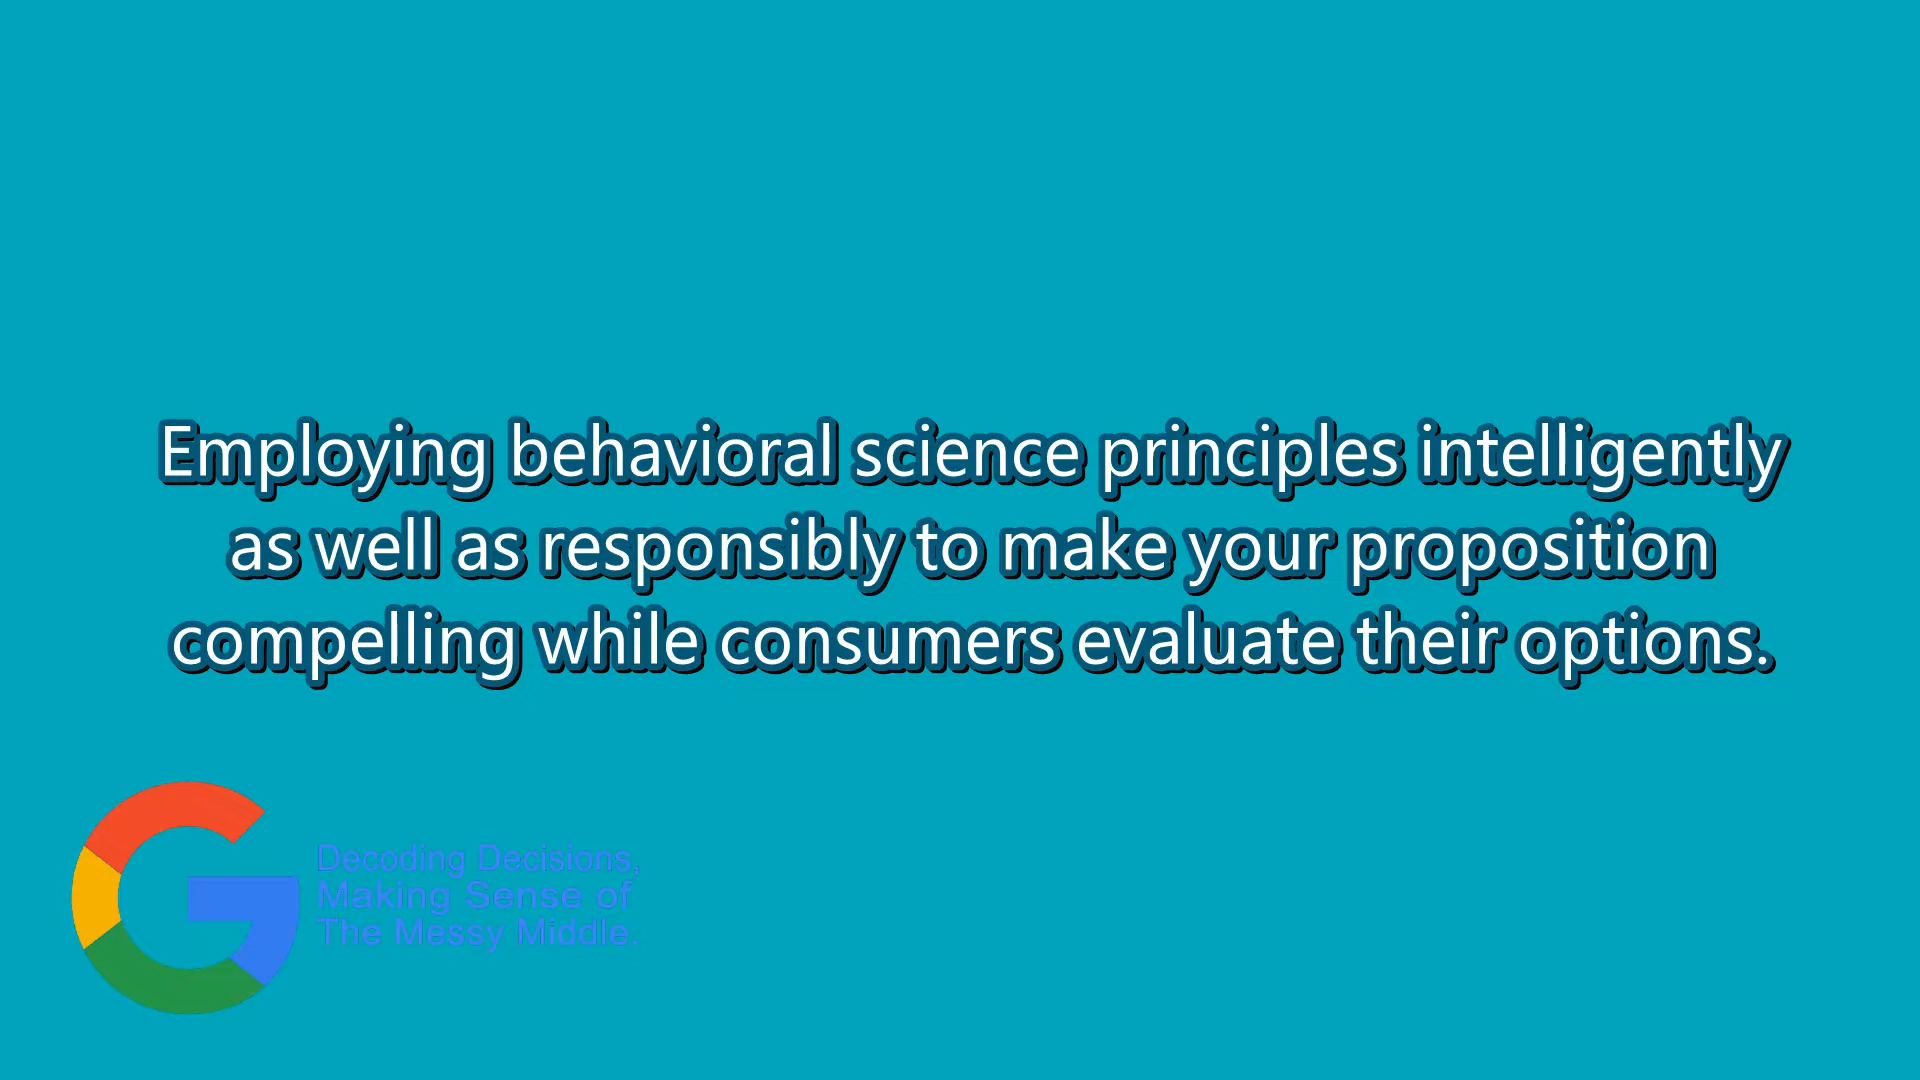 Employing behavioral science principles intelligently
as well as responsibly to make your proposition
compelling while consumers evaluate their options.
Decoding Decisions,
Making Sense of
The Messy Middle.